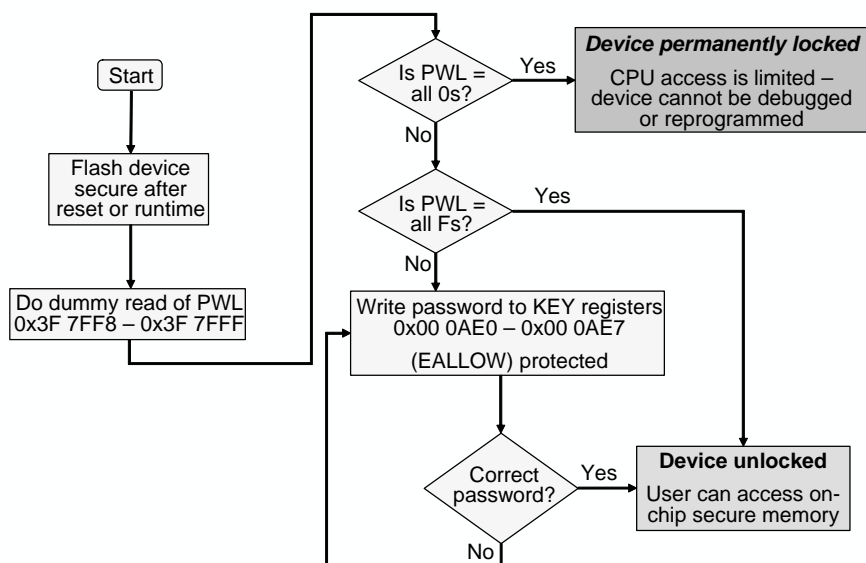 Start
Flash device
secure after
reset or runtime
Do dummy read of PWL
0x3F 7FF8 – 0x3F 7FFF
Is PWL =
all 0s?
Yes
No
Device permanently locked
CPU access is limited –
device cannot be debugged
or reprogrammed
Is PWL =
all Fs?
Yes
No
Write password to KEY registers
0x00 0AE0 – 0x00 0AE7
(EALLOW) protected
Correct
password?
Yes
No
Device unlocked
User can access on-
chip secure memory